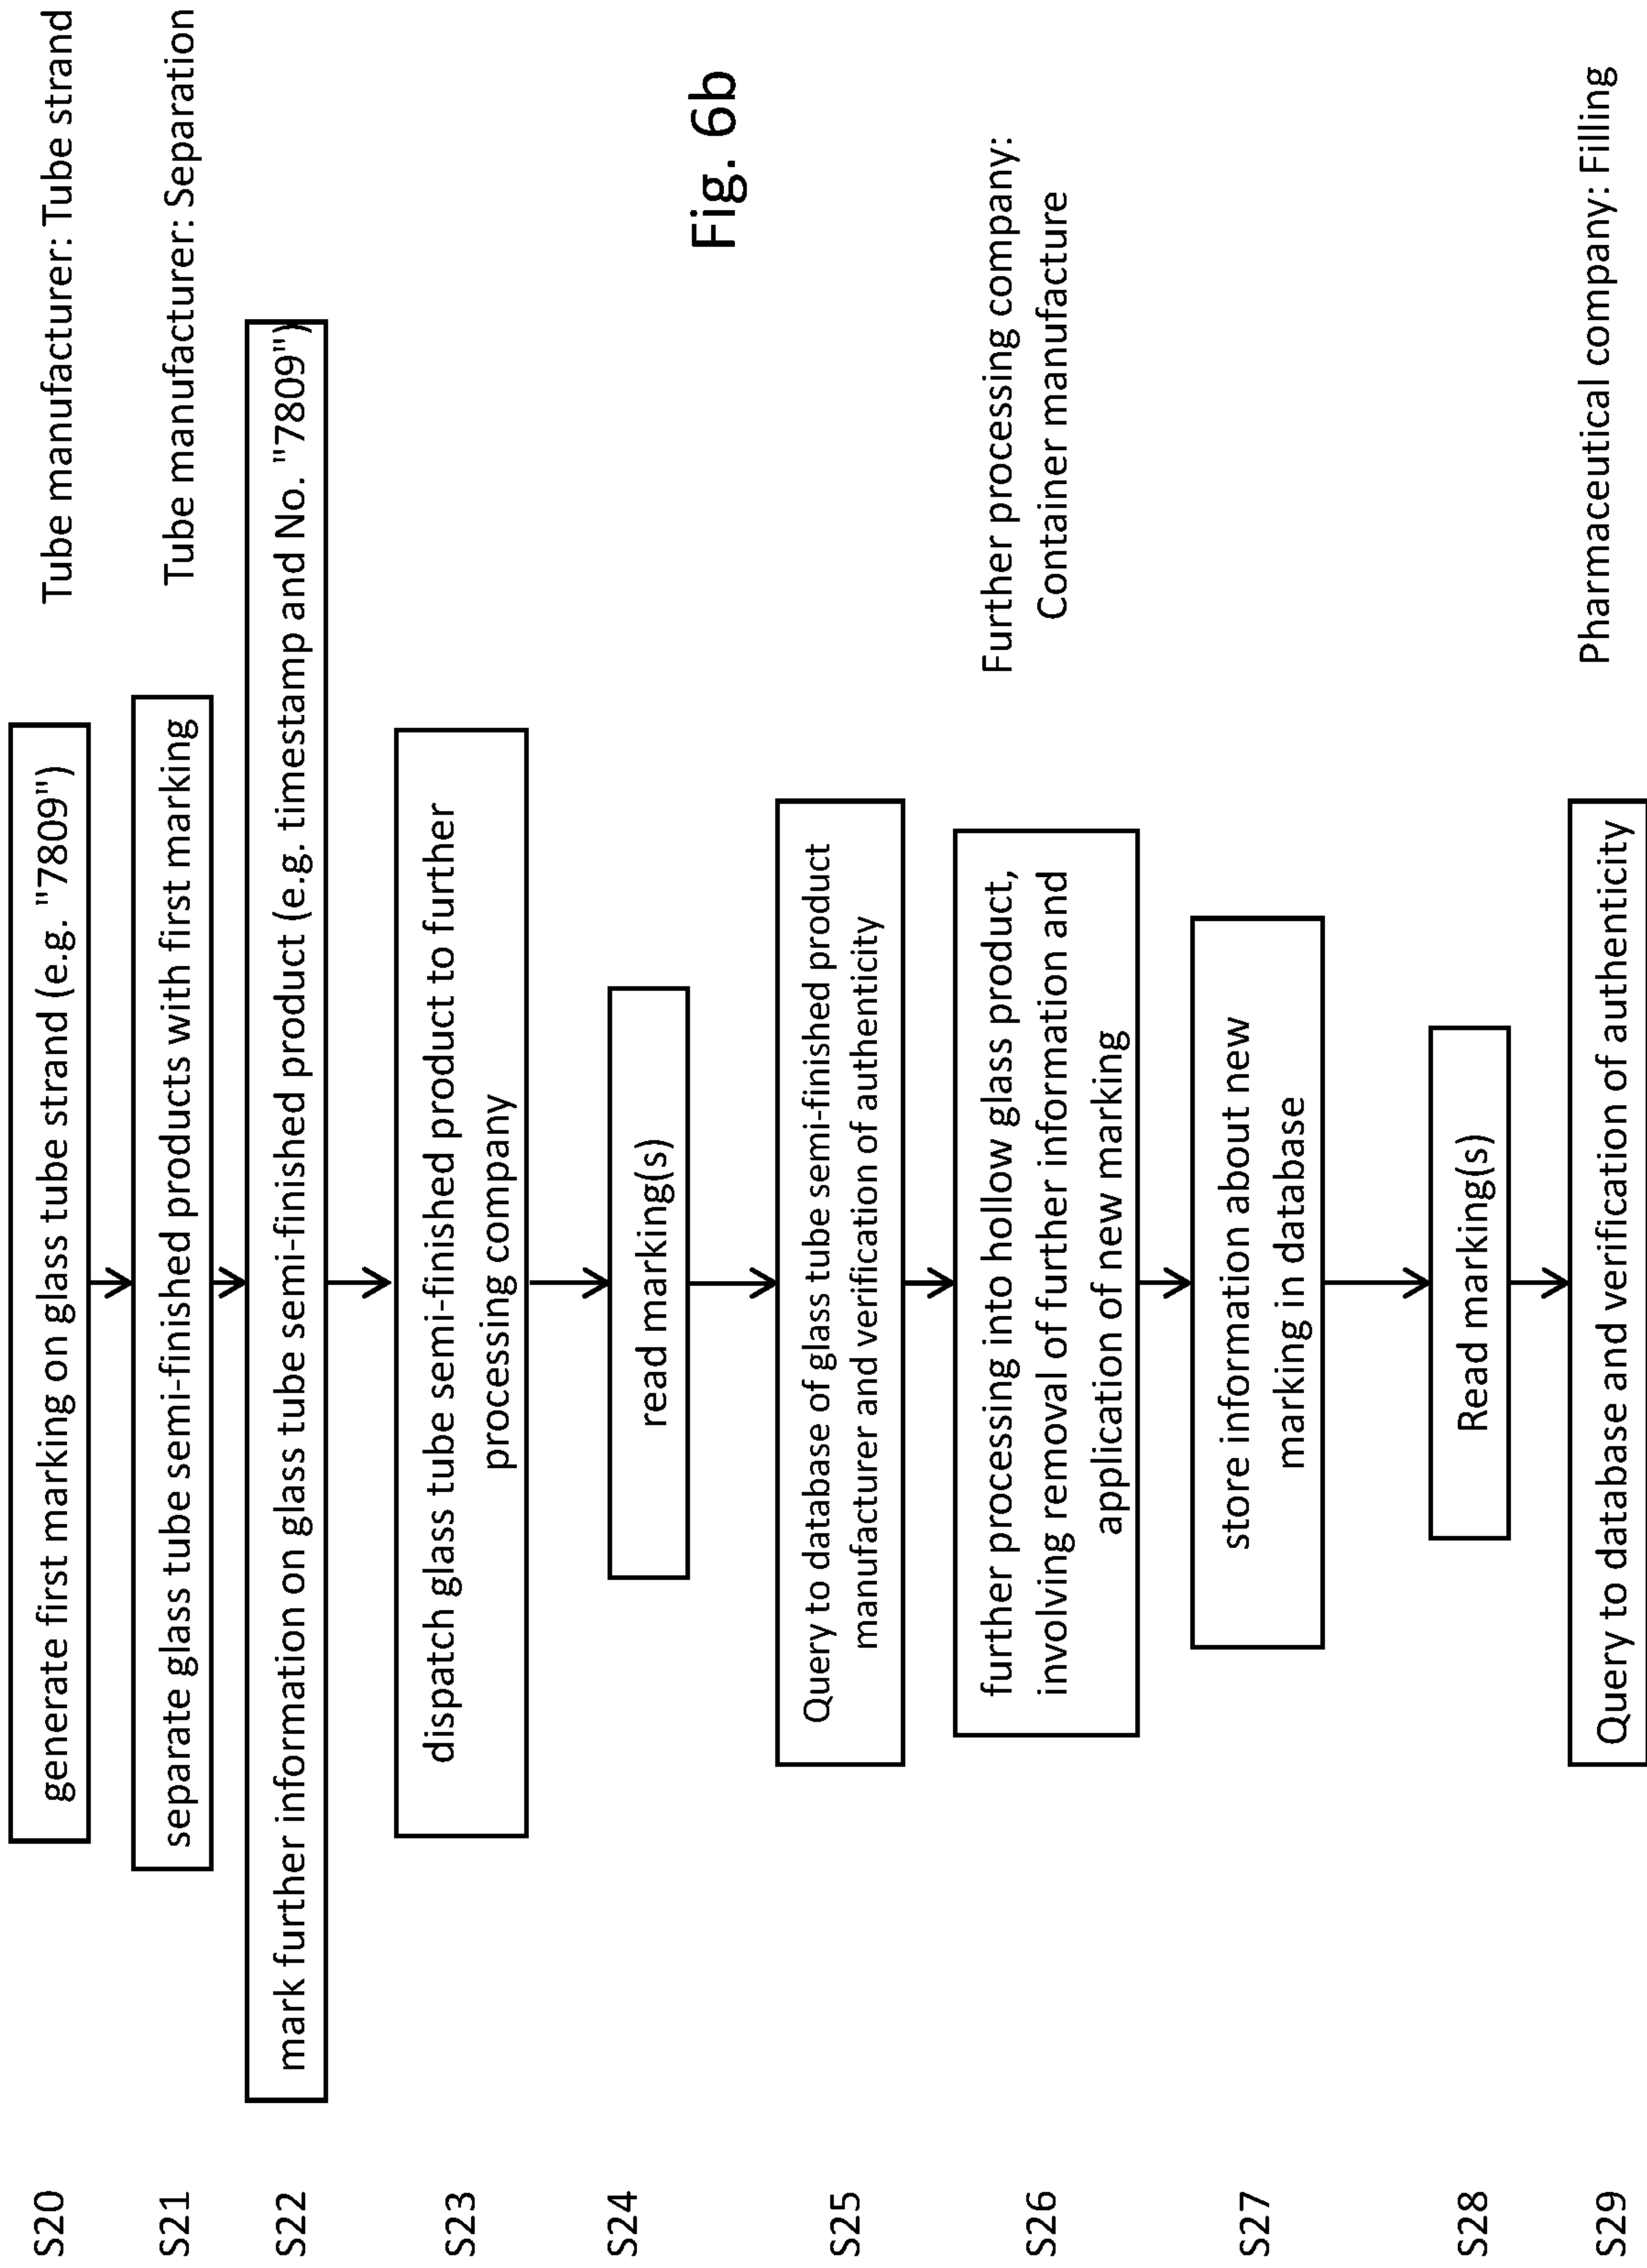 S20
generate first marking on glass tube strand (e.g. "7809")
Tube manufacturer: Tube strand
S21
separate glass tube semi-finished products with first marking
Tube manufacturer: Separation
S22
mark further information on glass tube semi-finished product (e.g. timestamp and No. "7809")
S23
dispatch glass tube semi-finished product to further
processing company
S24
read marking(s)
Fig. 6b
S25
Query to database of glass tube semi-finished product
manufacturer and verification of authenticity
S26
further processing into hollow glass product,
involving removal of further information and
application of new marking
Further processing company:
Container manufacture
S27
store information about new
marking in database
S28
Read marking(s)
S29
Query to database and verification of authenticity
Pharmaceutical company: Filling